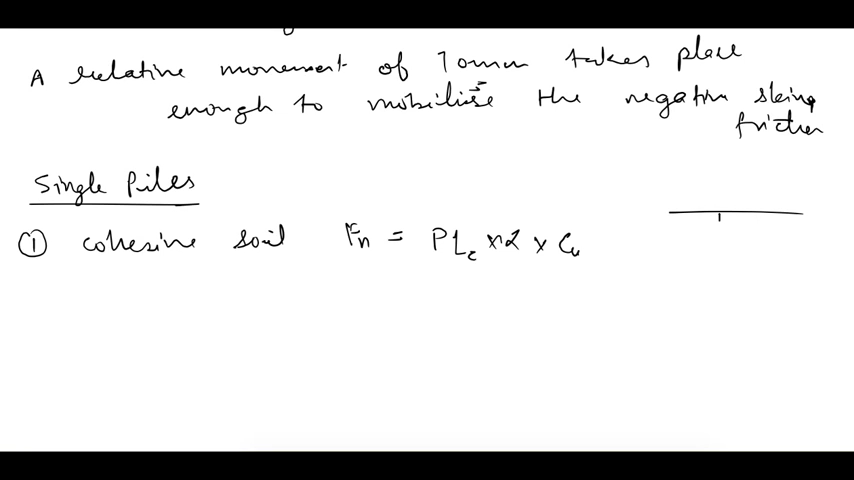 A relative movement of 10mm takes place
enough to mobilise the negative skin
friction
Single Piles
① cohesive soil Fn = PLc × α × Cu